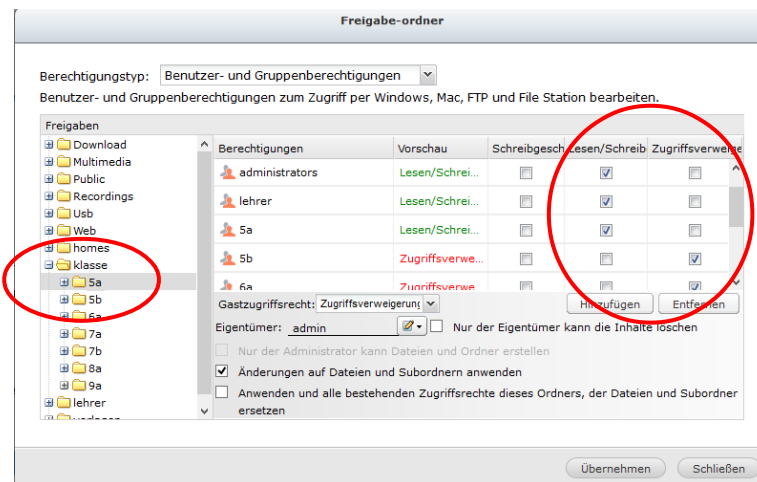 Freigabe-ordner
Berechtigungstyp: Benutzer- und Gruppenberechtigungen
Benutzer- und Gruppenberechtigungen zum Zugriff per Windows, Mac, FTP und File Station bearbeiten.
Freigaben
Download
Multimedia
Public
Recordings
Usb
Web
homes
klasse
5a
5b
6a
7a
7b
8a
9a
lehrer
Berechtigungen Vorschau Schreibgesch Lesen/Schreib Zugriffsverweige
administrators Lesen/Schrei...
lehrer Lesen/Schrei...
5a Lesen/Schrei...
5b Zugriffsverwe...
6a Zugriffsverwe
Gastzugriffsrecht: Zugriffsverweigerung Hinzufügen Entfernen
Eigentümer: admin Nur der Eigentümer kann die Inhalte löschen
Nur der Administrator kann Dateien und Ordner erstellen
Änderungen auf Dateien und Subordnern anwenden
Anwenden und alle bestehenden Zugriffsrechte dieses Ordners, der Dateien und Subordner
ersetzen
Übernehmen Schließen